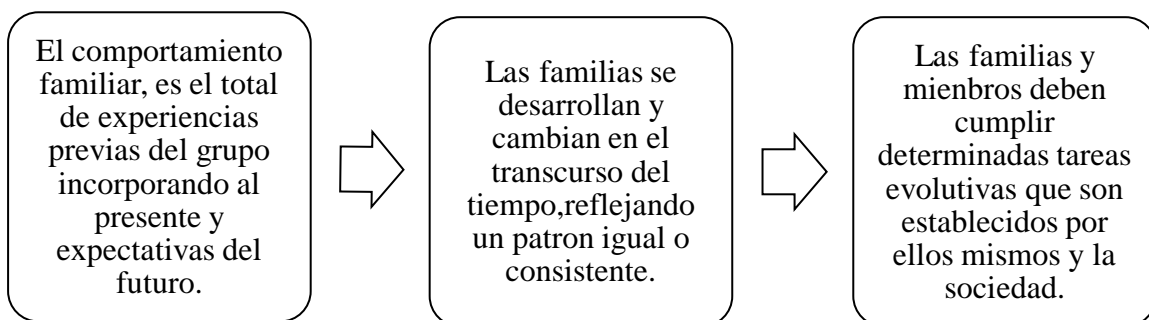 El comportamiento
familiar, es el total
de experiencias
previas del grupo
incorporando al
presente y
expectativas del
futuro.
Las familias se
desarrollan y
cambian en el
transcurso del
tiempo,reflejando
un patron igual o
consistente.
Las familias y
mienbros deben
cumplir
determinadas tareas
evolutivas que son
establecidos por
ellos mismos y la
sociedad.